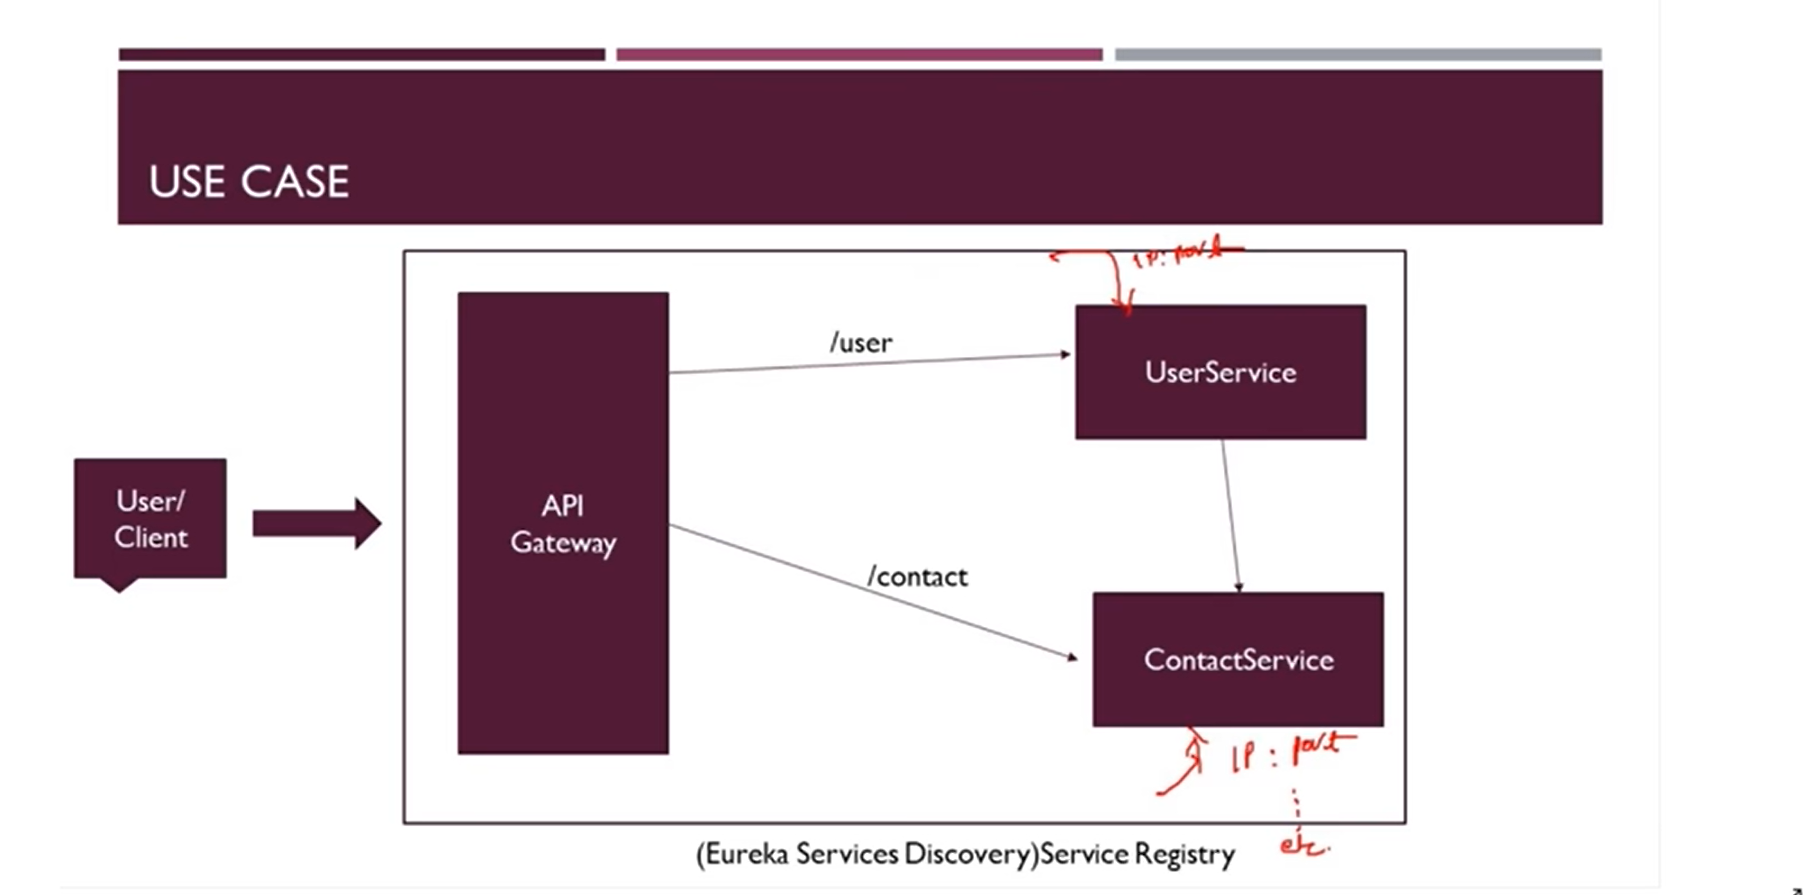 USE CASE
IP: port
/user
UserService
User/
Client
API
Gateway
/contact
ContactService
IP : port
etc.
(Eureka Services Discovery)Service Registry